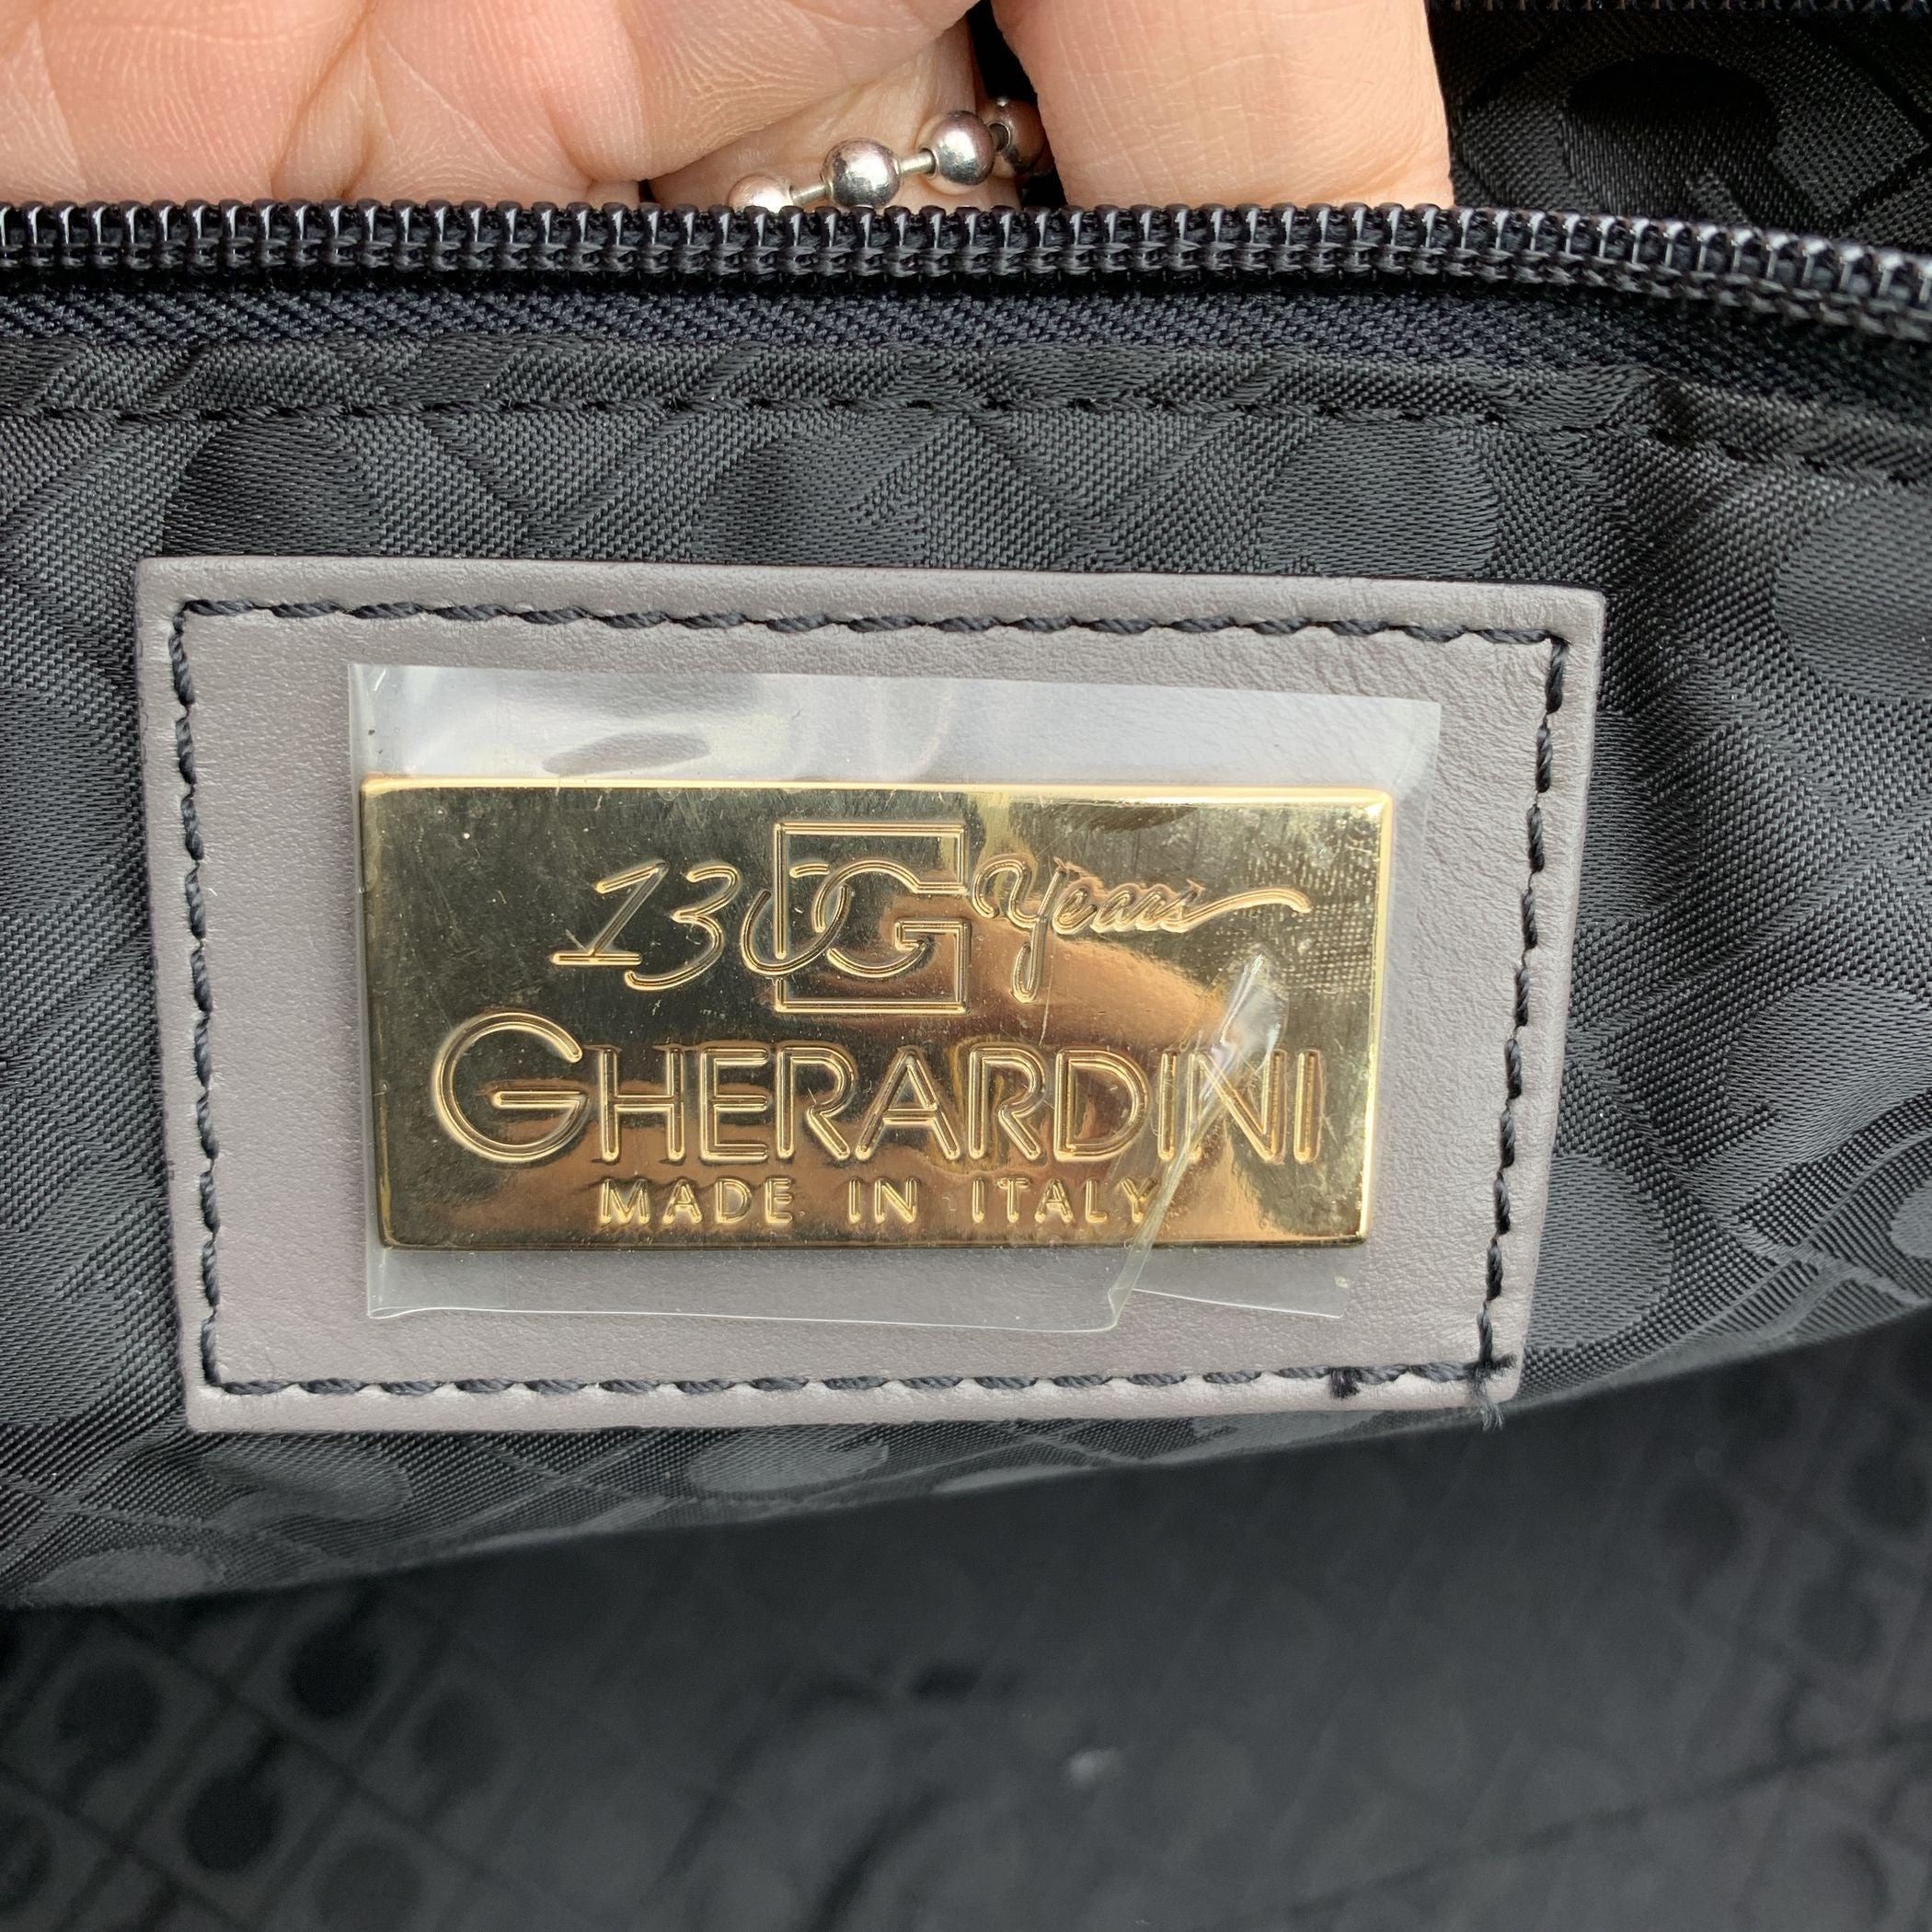 130 G Years
GHERARDINI
MADE IN ITALY